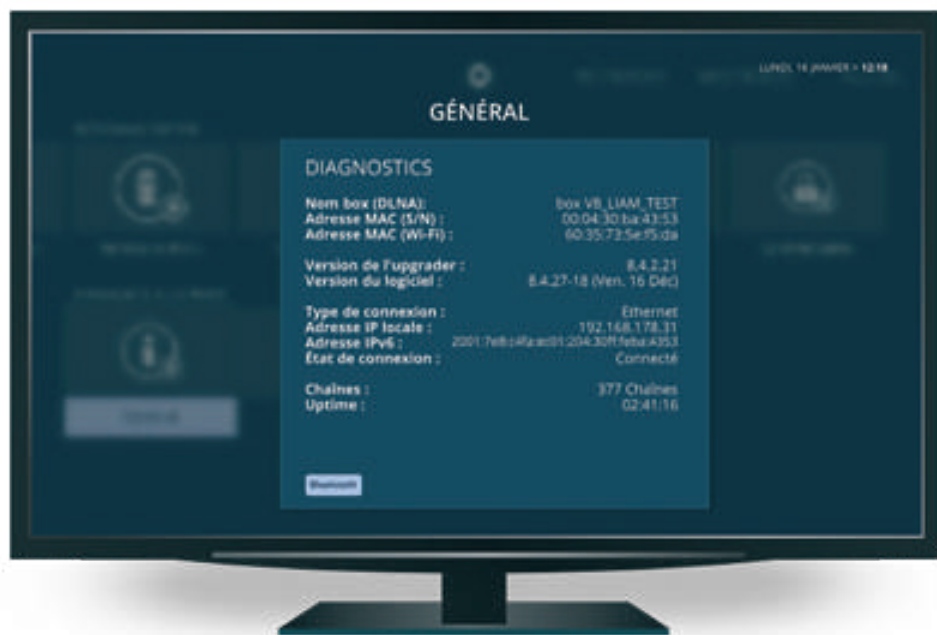 LUNDI, 16 JANVIER > 12:18
GÉNÉRAL
DIAGNOSTICS
Nom box (DLNA): box V8_LIAM_TEST
Adresse MAC (S/N) : 00:04:30:ba:43:53
Adresse MAC (Wi-Fi) : 60:35:73:5e:f5:da
Version de l'upgrader : 8.4.2.21
Version du logiciel : 8.4.27-18 (Ven. 16 Déc)
Type de connexion : Ethernet
Adresse IP locale : 192.168.178.31
Adresse IPv6 :
État de connexion : Connecté
Chaînes : 377 Chaînes
Uptime : 02:41:16
Bluetooth